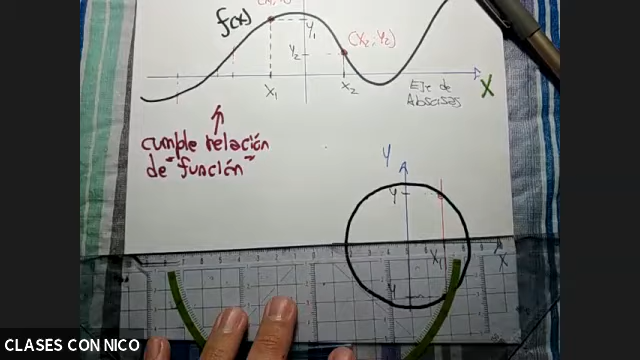 f(x)
y₁
(x₂, y₂)
y₂
x₁
x₂
Eje de
Abscisas
X
cumple relación
de "función"
Y
y
x₁
X
y
CLASES CON NICO